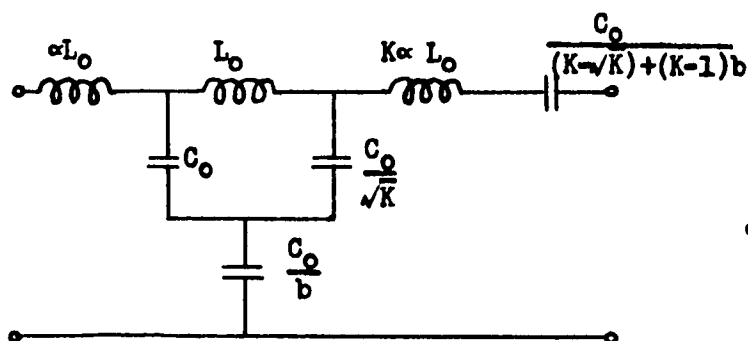 αL₀
L₀
Kα L₀
C₀
(K-√K)+(K-1)b
C₀
C₀
√K
C₀
b